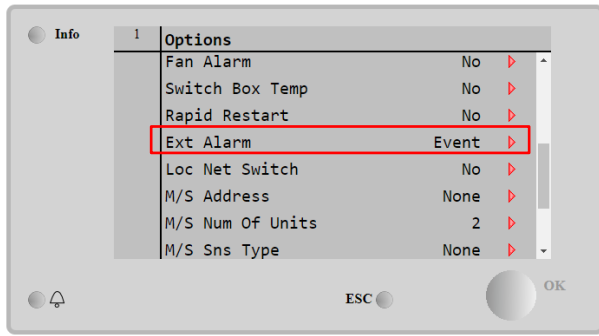 Info
1 Options
Fan Alarm No
Switch Box Temp No
Rapid Restart No
Ext Alarm Event
Loc Net Switch No
M/S Address None
M/S Num Of Units 2
M/S Sns Type None
ESC
OK